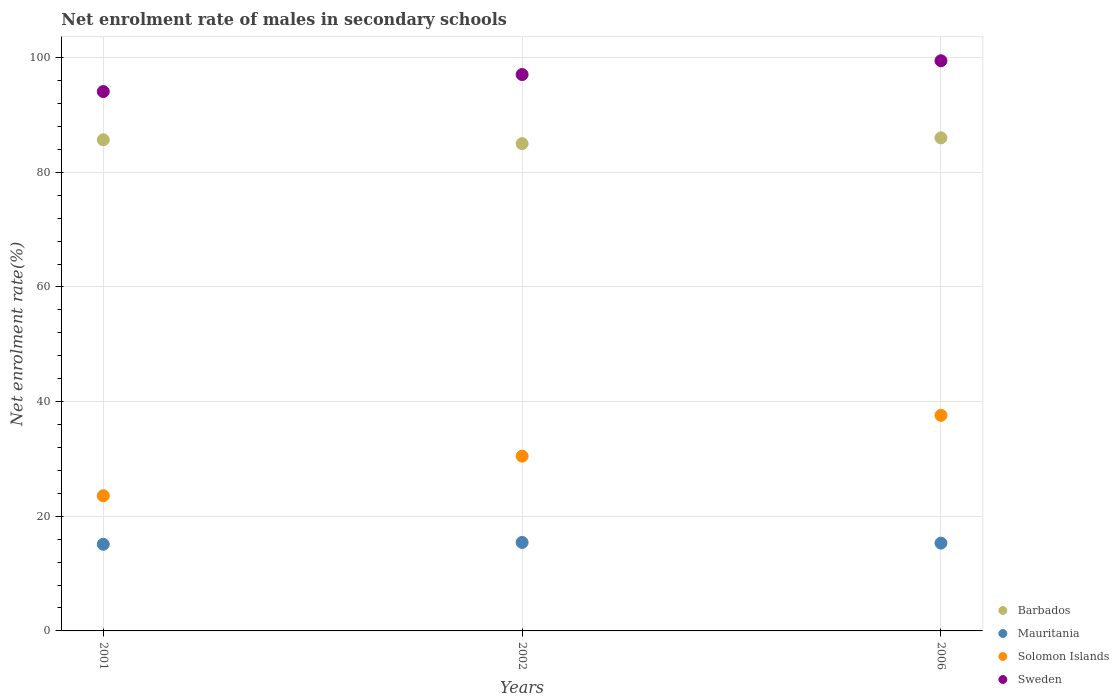 Net enrolment rate of males in secondary schools
Net enrolment rate(%)
100
80
60
40
20
0
2001
2002
2006
Years
Barbados
Mauritania
Solomon Islands
Sweden